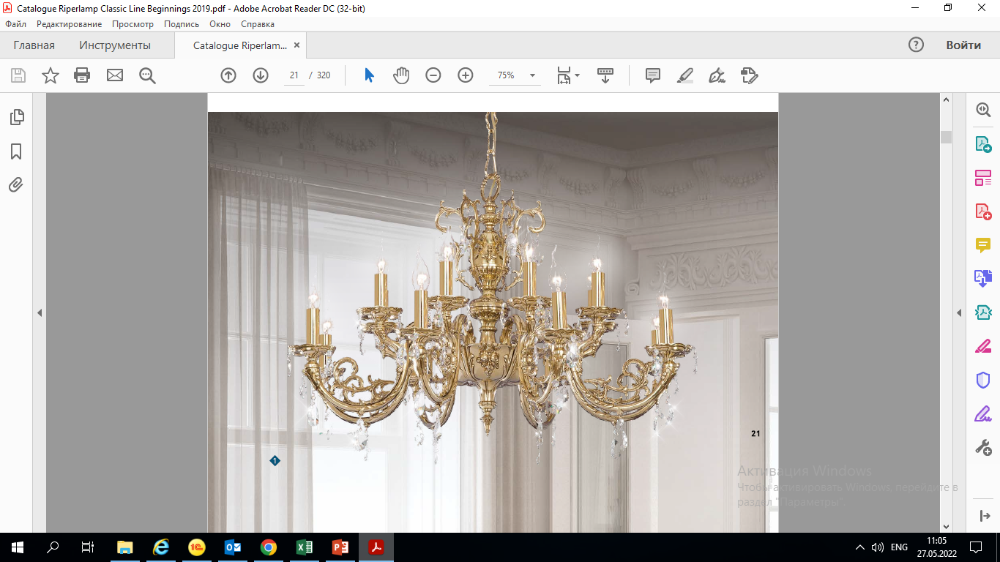 Catalogue Riperlamp Classic Line Beginnings 2019.pdf - Adobe Acrobat Reader DC (32-bit)
Файл Редактирование Просмотр Подпись Окно Справка
Главная Инструменты Catalogue Riperlam... × ? Войти
21 / 320 75%
21
1
Активация Windows
Чтобы активировать Windows, перейдите в
раздел "Параметры".
1C ENG 11:05
27.05.2022